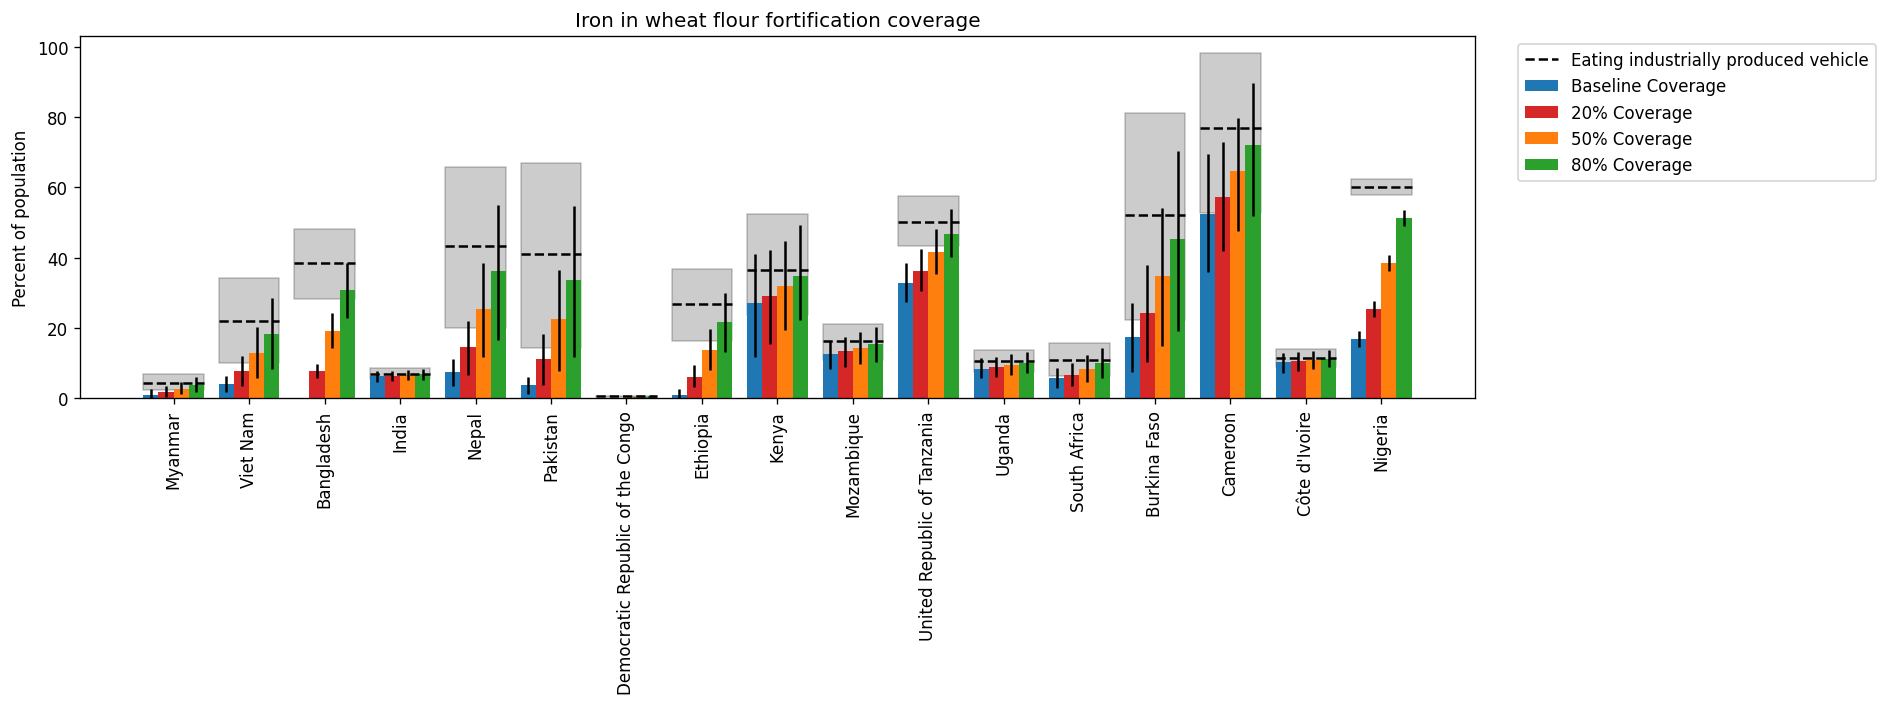 Iron in wheat flour fortification coverage
Percent of population
100
80
60
40
20
0
Myanmar
Viet Nam
Bangladesh
India
Nepal
Pakistan
Democratic Republic of the Congo
Ethiopia
Kenya
Mozambique
United Republic of Tanzania
Uganda
South Africa
Burkina Faso
Cameroon
Côte d'Ivoire
Nigeria
Eating industrially produced vehicle
Baseline Coverage
20% Coverage
50% Coverage
80% Coverage